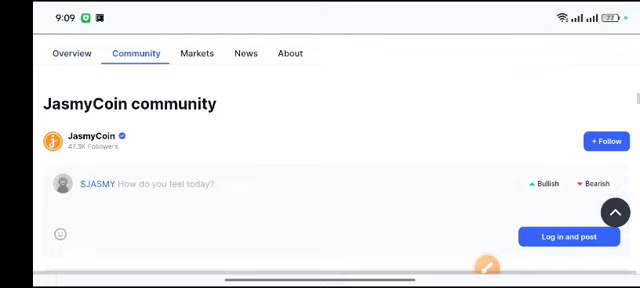 9:09
77
Overview Community Markets News About
JasmyCoin community
JasmyCoin
47.3K Followers
+ Follow
$JASMY How do you feel today?
Bullish Bearish
Log in and post